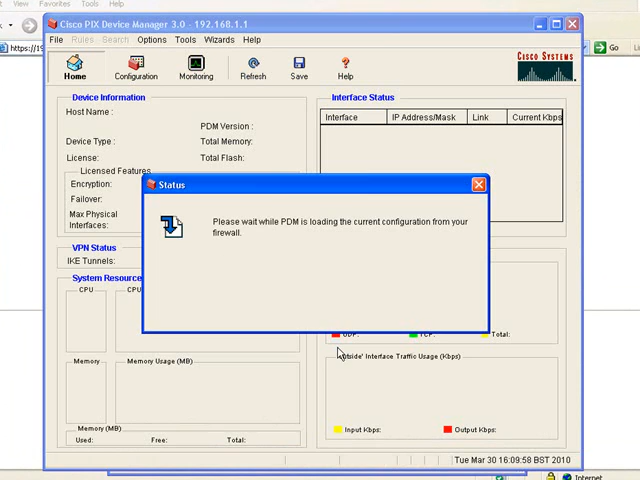 View Favorites Tools Help
Cisco PIX Device Manager 3.0 - 192.168.1.1
File Rules Search Options Tools Wizards Help
Home Configuration Monitoring Refresh Save Help
CISCO SYSTEMS
https://19
Go
Device Information
Host Name :
PDM Version :
Device Type : Total Memory:
License: Total Flash:
Licensed Features
Encryption:
Failover:
Max Physical
Interfaces:
VPN Status
IKE Tunnels:
System Resource
CPU CPU
Memory Memory Usage (MB)
Memory (MB)
Used: Free: Total:
Interface Status
Interface IP Address/Mask Link Current Kbps
Status
Please wait while PDM is loading the current configuration from your
firewall.
UDP: TCP: Total:
'outside' Interface Traffic Usage (Kbps)
Input Kbps: Output Kbps:
Tue Mar 30 16:09:58 BST 2010
Internet